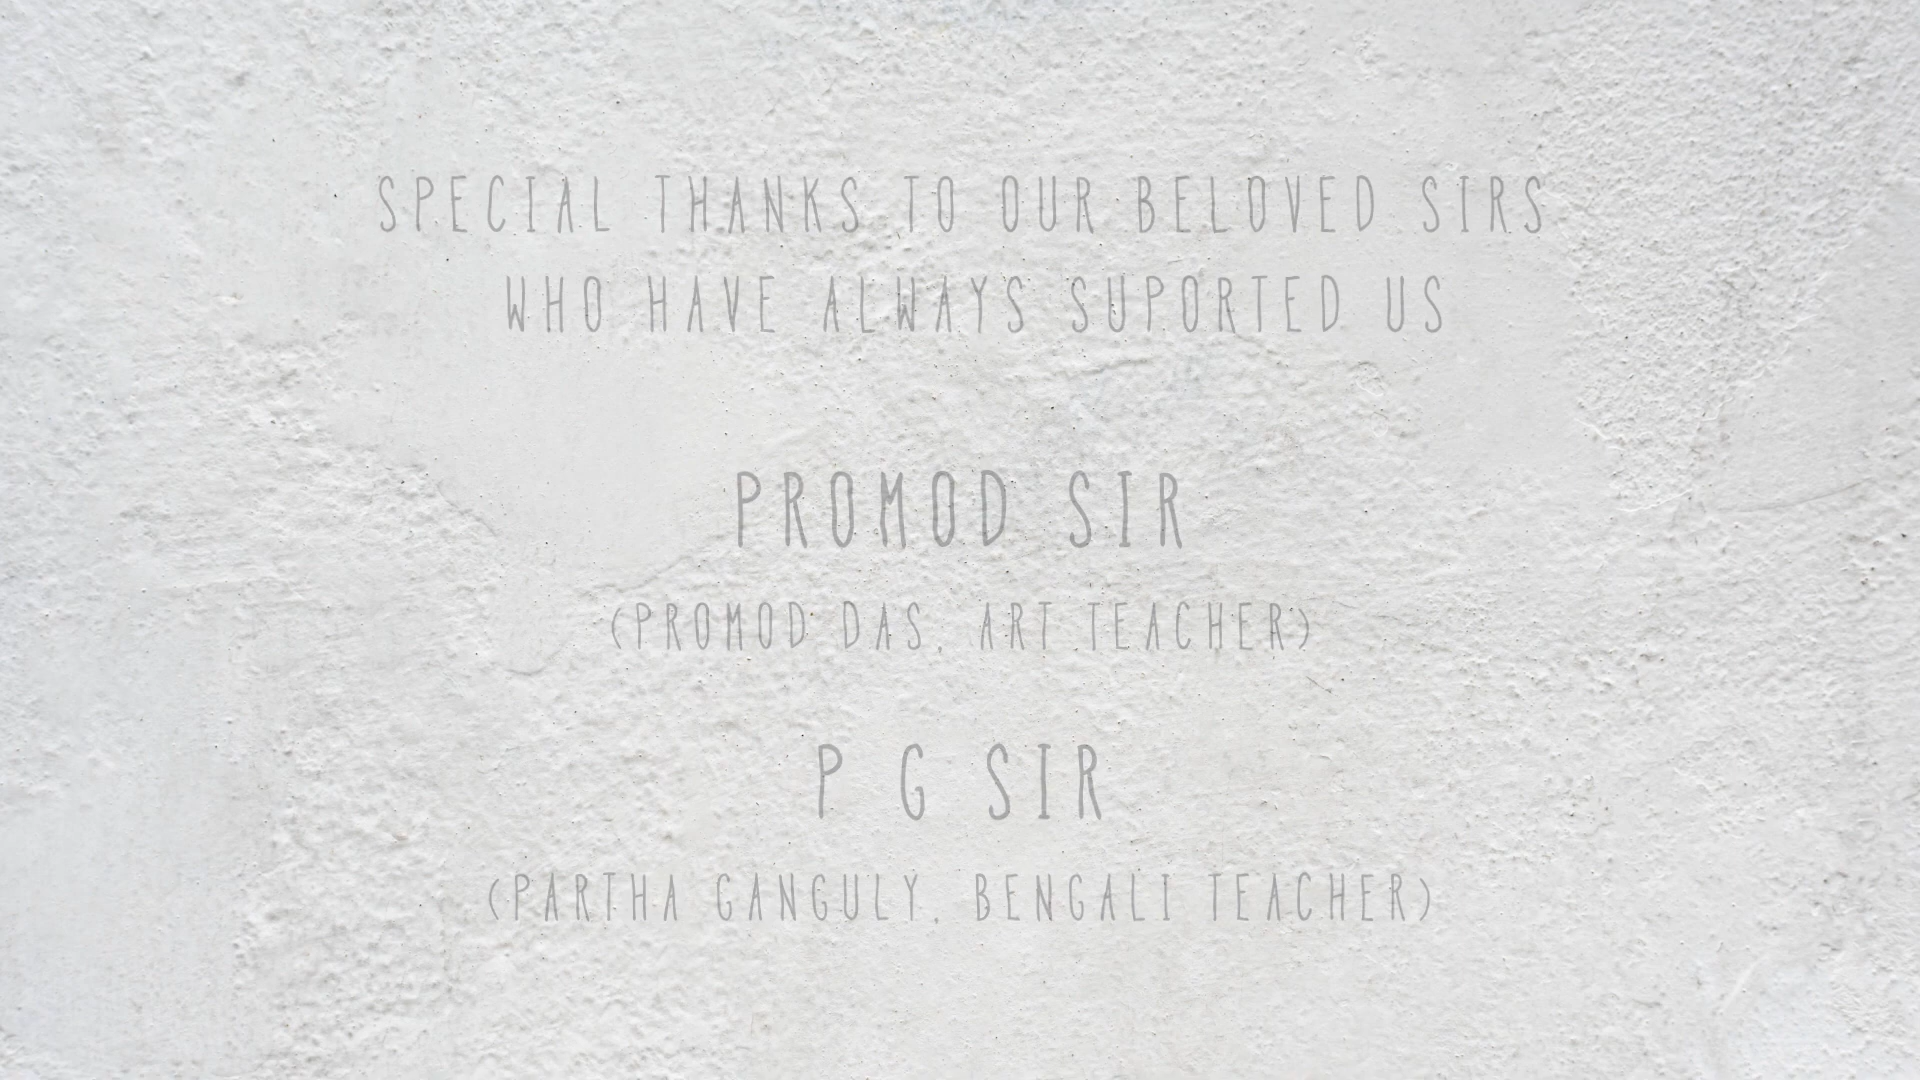 SPECIAL THANKS TO OUR BELOVED SIRS
WHO HAVE ALWAYS SUPORTED US
PROMOD SIR
(PROMOD DAS, ART TEACHER)
P G SIR
(PARTHA GANGULY, BENGALI TEACHER)